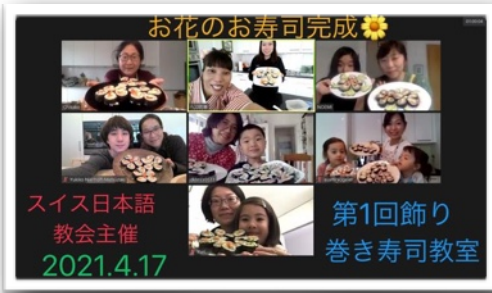 お花のお寿司完成🌼
スイス日本語
教会主催
2021.4.17
第1回飾り
巻き寿司教室